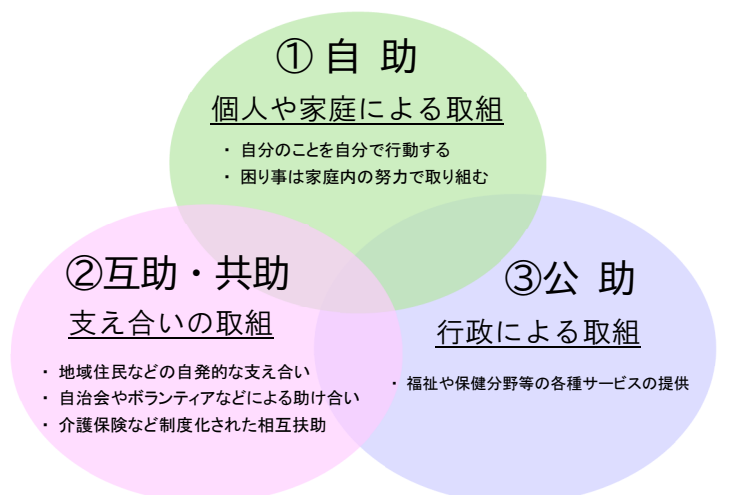 ①自 助
個人や家庭による取組
・ 自分のことを自分で行動する
・ 困り事は家庭内の努力で取り組む
②互助・共助
支え合いの取組
・ 地域住民などの自発的な支え合い
・ 自治会やボランティアなどによる助け合い
・ 介護保険など制度化された相互扶助
③公 助
行政による取組
・ 福祉や保健分野等の各種サービスの提供